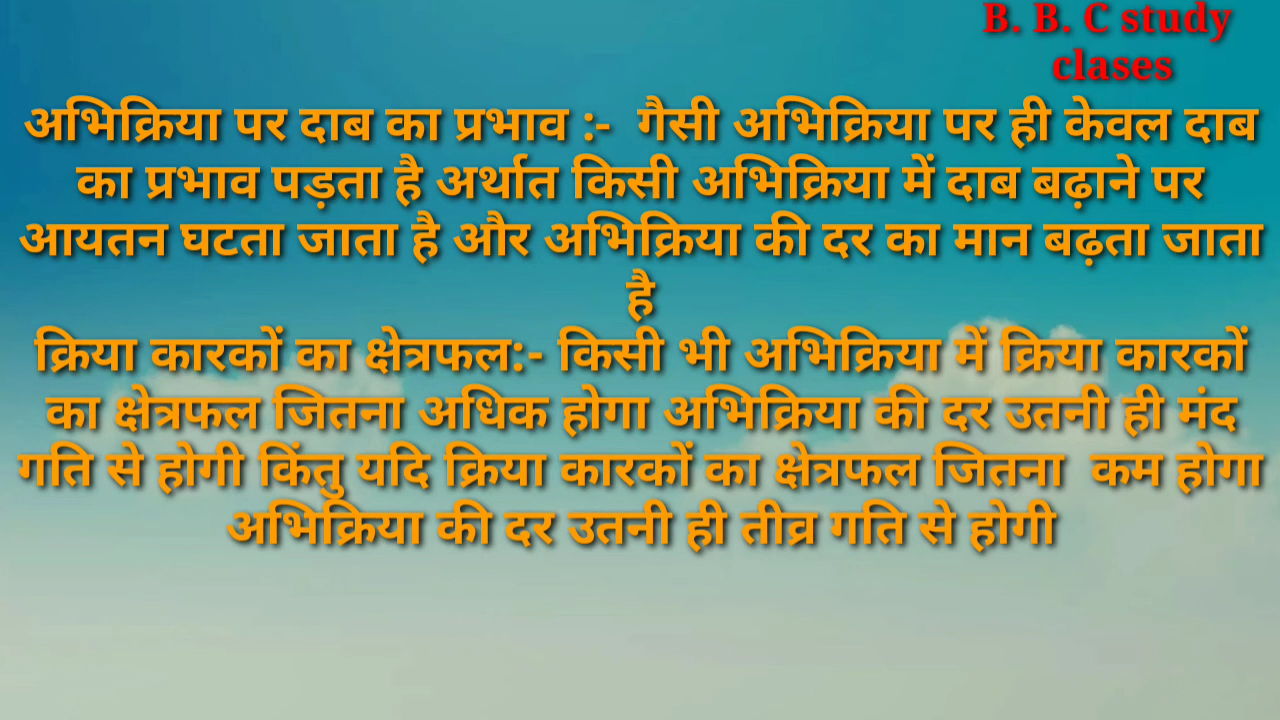 B. B. C study
clases
अभिक्रिया पर दाब का प्रभाव :- गैसी अभिक्रिया पर ही केवल दाब
का प्रभाव पड़ता है अर्थात किसी अभिक्रिया में दाब बढ़ाने पर
आयतन घटता जाता है और अभिक्रिया की दर का मान बढ़ता जाता
है
क्रिया कारकों का क्षेत्रफल:- किसी भी अभिक्रिया में क्रिया कारकों
का क्षेत्रफल जितना अधिक होगा अभिक्रिया की दर उतनी ही मंद
गति से होगी किंतु यदि क्रिया कारकों का क्षेत्रफल जितना कम होगा
अभिक्रिया की दर उतनी ही तीव्र गति से होगी